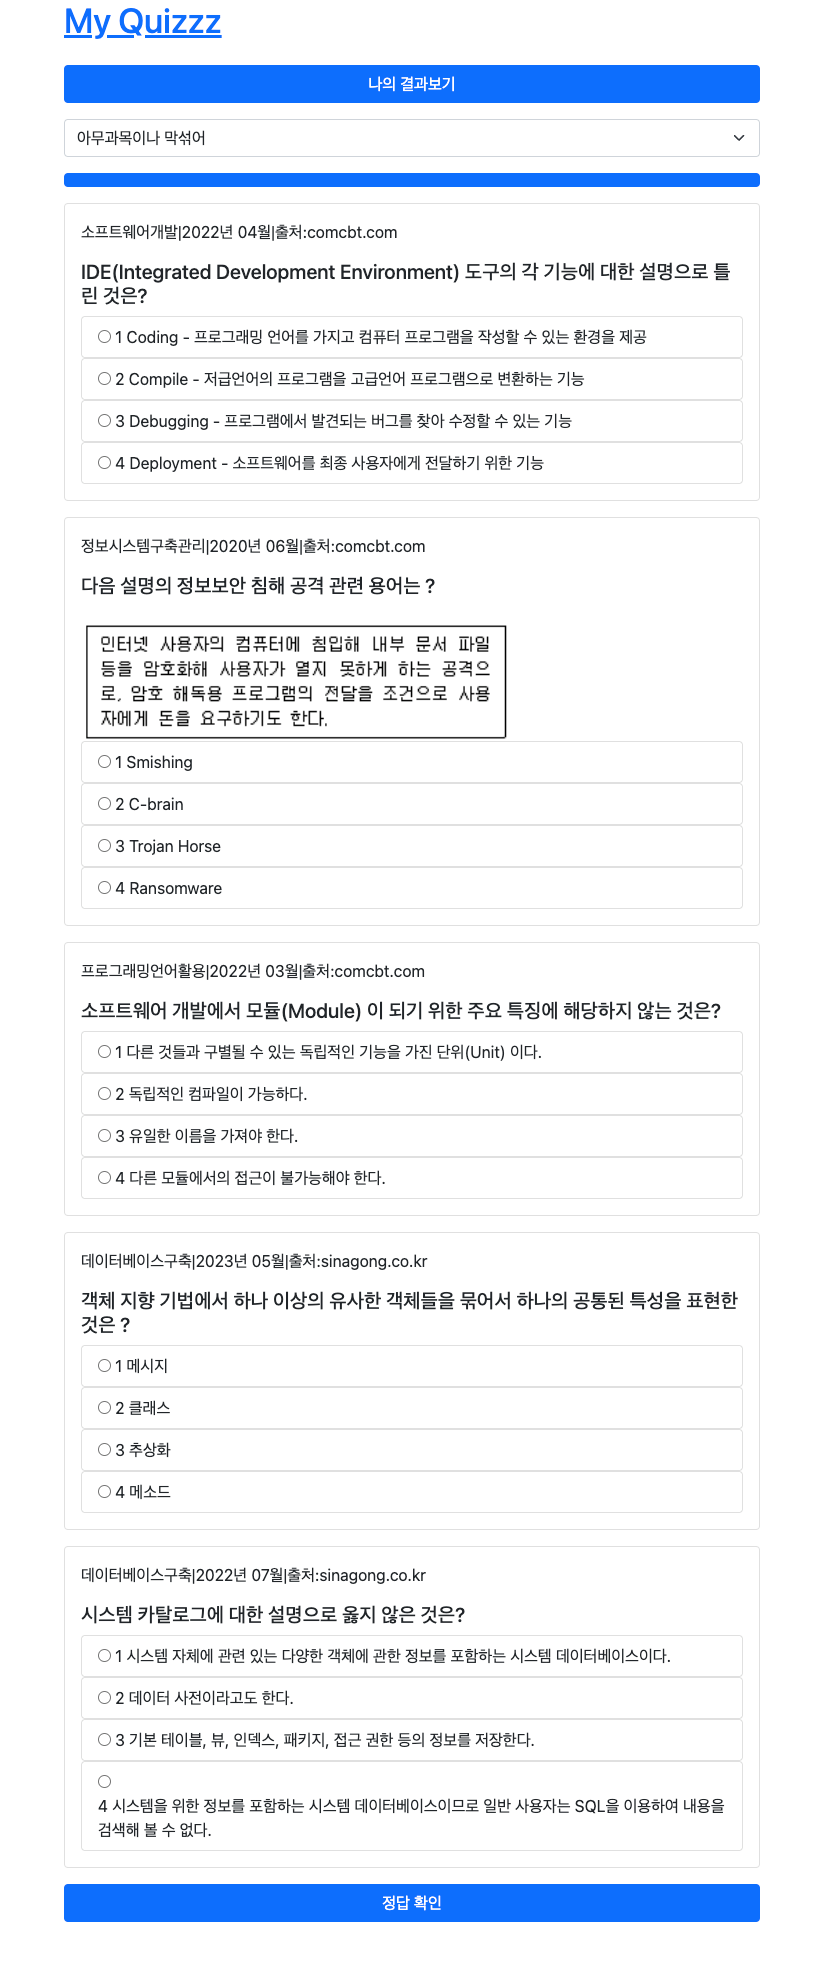 My Quizzz
나의 결과보기
아무과목이나 막섞어
소프트웨어개발|2022년 04월|출처:comcbt.com
IDE(Integrated Development Environment) 도구의 각 기능에 대한 설명으로 틀
린 것은?
1 Coding - 프로그래밍 언어를 가지고 컴퓨터 프로그램을 작성할 수 있는 환경을 제공
2 Compile - 저급언어의 프로그램을 고급언어 프로그램으로 변환하는 기능
3 Debugging - 프로그램에서 발견되는 버그를 찾아 수정할 수 있는 기능
4 Deployment - 소프트웨어를 최종 사용자에게 전달하기 위한 기능
정보시스템구축관리|2020년 06월|출처:comcbt.com
다음 설명의 정보보안 침해 공격 관련 용어는 ?
인터넷 사용자의 컴퓨터에 침입해 내부 문서 파일
등을 암호화해 사용자가 열지 못하게 하는 공격으
로, 암호 해독용 프로그램의 전달을 조건으로 사용
자에게 돈을 요구하기도 한다.
1 Smishing
2 C-brain
3 Trojan Horse
4 Ransomware
프로그래밍언어활용|2022년 03월|출처:comcbt.com
소프트웨어 개발에서 모듈(Module) 이 되기 위한 주요 특징에 해당하지 않는 것은?
1 다른 것들과 구별될 수 있는 독립적인 기능을 가진 단위(Unit) 이다.
2 독립적인 컴파일이 가능하다.
3 유일한 이름을 가져야 한다.
4 다른 모듈에서의 접근이 불가능해야 한다.
데이터베이스구축|2023년 05월|출처:sinagong.co.kr
객체 지향 기법에서 하나 이상의 유사한 객체들을 묶어서 하나의 공통된 특성을 표현한
것은 ?
1 메시지
2 클래스
3 추상화
4 메소드
데이터베이스구축|2022년 07월|출처:sinagong.co.kr
시스템 카탈로그에 대한 설명으로 옳지 않은 것은?
1 시스템 자체에 관련 있는 다양한 객체에 관한 정보를 포함하는 시스템 데이터베이스이다.
2 데이터 사전이라고도 한다.
3 기본 테이블, 뷰, 인덱스, 패키지, 접근 권한 등의 정보를 저장한다.
4 시스템을 위한 정보를 포함하는 시스템 데이터베이스이므로 일반 사용자는 SQL을 이용하여 내용을
검색해 볼 수 없다.
정답 확인